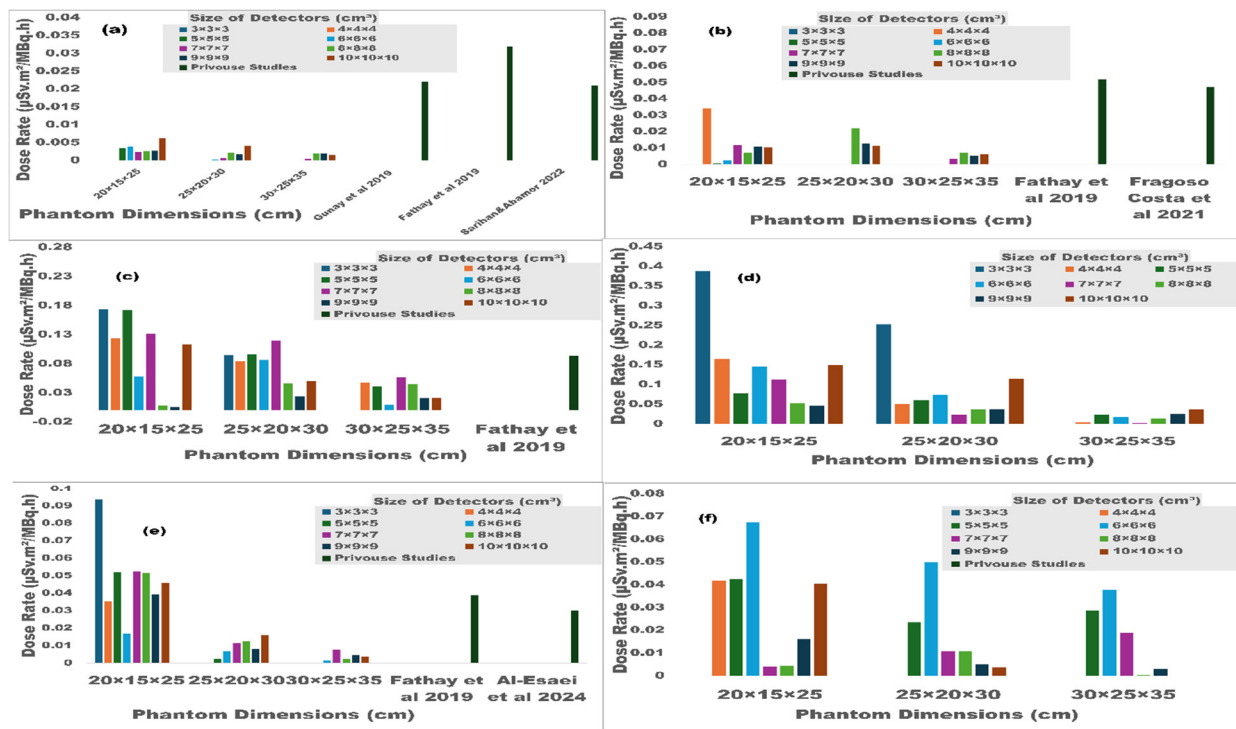 (a)
Size of Detectors (cm³)
3×3×3
4×4×4
5×5×5
6×6×6
7×7×7
8×8×8
9×9×9
10×10×10
Privouse Studies
Dose Rate (µSv.m²/MBq.h)
0.04
0.035
0.03
0.025
0.02
0.015
0.01
0.005
0
20×15×25
25×20×30
30×25×35
Gunay et al 2019
Fathay et al 2019
Sarihan&Abamor 2022
Phantom Dimensions (cm)
(b)
Size of Detectors (cm³)
3×3×3
4×4×4
5×5×5
6×6×6
7×7×7
8×8×8
9×9×9
10×10×10
Privouse Studies
Dose Rate (µSv.m²/MBq.h)
0.09
0.08
0.07
0.06
0.05
0.04
0.03
0.02
0.01
0
20×15×25
25×20×30
30×25×35
Fathay et
al 2019
Fragoso
Costa et
al 2021
Phantom Dimensions (cm)
(c)
Size of Detectors (cm³)
3×3×3
4×4×4
5×5×5
6×6×6
7×7×7
8×8×8
9×9×9
10×10×10
Privouse Studies
Dose Rate (µSv.m²/MBq.h)
0.28
0.23
0.18
0.13
0.08
0.03
-0.02
20×15×25
25×20×30
30×25×35
Fathay et
al 2019
Phantom Dimensions (cm)
(d)
Size of Detectors (cm³)
3×3×3
4×4×4
5×5×5
6×6×6
7×7×7
8×8×8
9×9×9
10×10×10
Dose Rate (µSv.m²/MBq.h)
0.45
0.4
0.35
0.3
0.25
0.2
0.15
0.1
0.05
0
20×15×25
25×20×30
30×25×35
Phantom Dimensions (cm)
(e)
Size of Detectors (cm³)
3×3×3
4×4×4
5×5×5
6×6×6
7×7×7
8×8×8
9×9×9
10×10×10
Privouse Studies
Dose Rate (µSv.m²/MBq.h)
0.1
0.09
0.08
0.07
0.06
0.05
0.04
0.03
0.02
0.01
0
20×15×25
25×20×30
30×25×35
Fathay et
al 2019
Al-Esaei
et al 2024
Phantom Dimensions (cm)
(f)
Size of Detectors (cm³)
3×3×3
4×4×4
5×5×5
6×6×6
7×7×7
8×8×8
9×9×9
10×10×10
Privouse Studies
Dose Rate (µSv.m²/MBq.h)
0.08
0.07
0.06
0.05
0.04
0.03
0.02
0.01
0
20×15×25
25×20×30
30×25×35
Phantom Dimensions (cm)